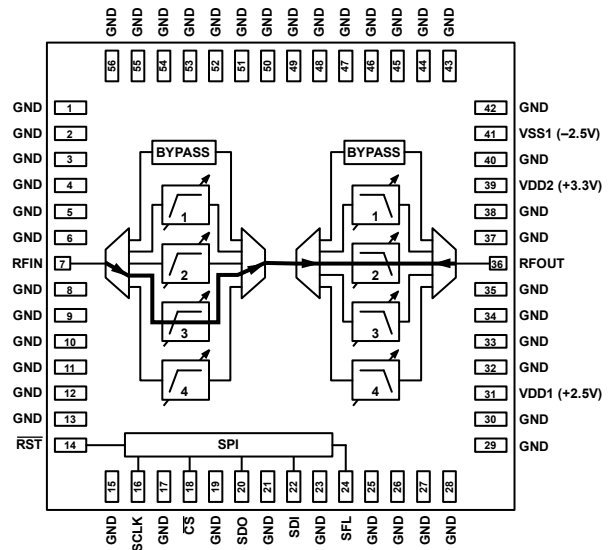 GND GND GND GND GND GND GND GND GND GND GND GND GND GND
56 55 54 53 52 51 50 49 48 47 46 45 44 43
GND 1
GND 2
GND 3
GND 4
GND 5
GND 6
RFIN 7
GND 8
GND 9
GND 10
GND 11
GND 12
GND 13
RST 14
BYPASS
1
2
3
4
BYPASS
1
2
3
4
42 GND
41 VSS1 (–2.5V)
40 GND
39 VDD2 (+3.3V)
38 GND
37 GND
36 RFOUT
35 GND
34 GND
33 GND
32 GND
31 VDD1 (+2.5V)
30 GND
29 GND
SPI
15 16 17 18 19 20 21 22 23 24 25 26 27 28
GND SCLK GND CS GND SDO GND SDI GND SFL GND GND GND GND